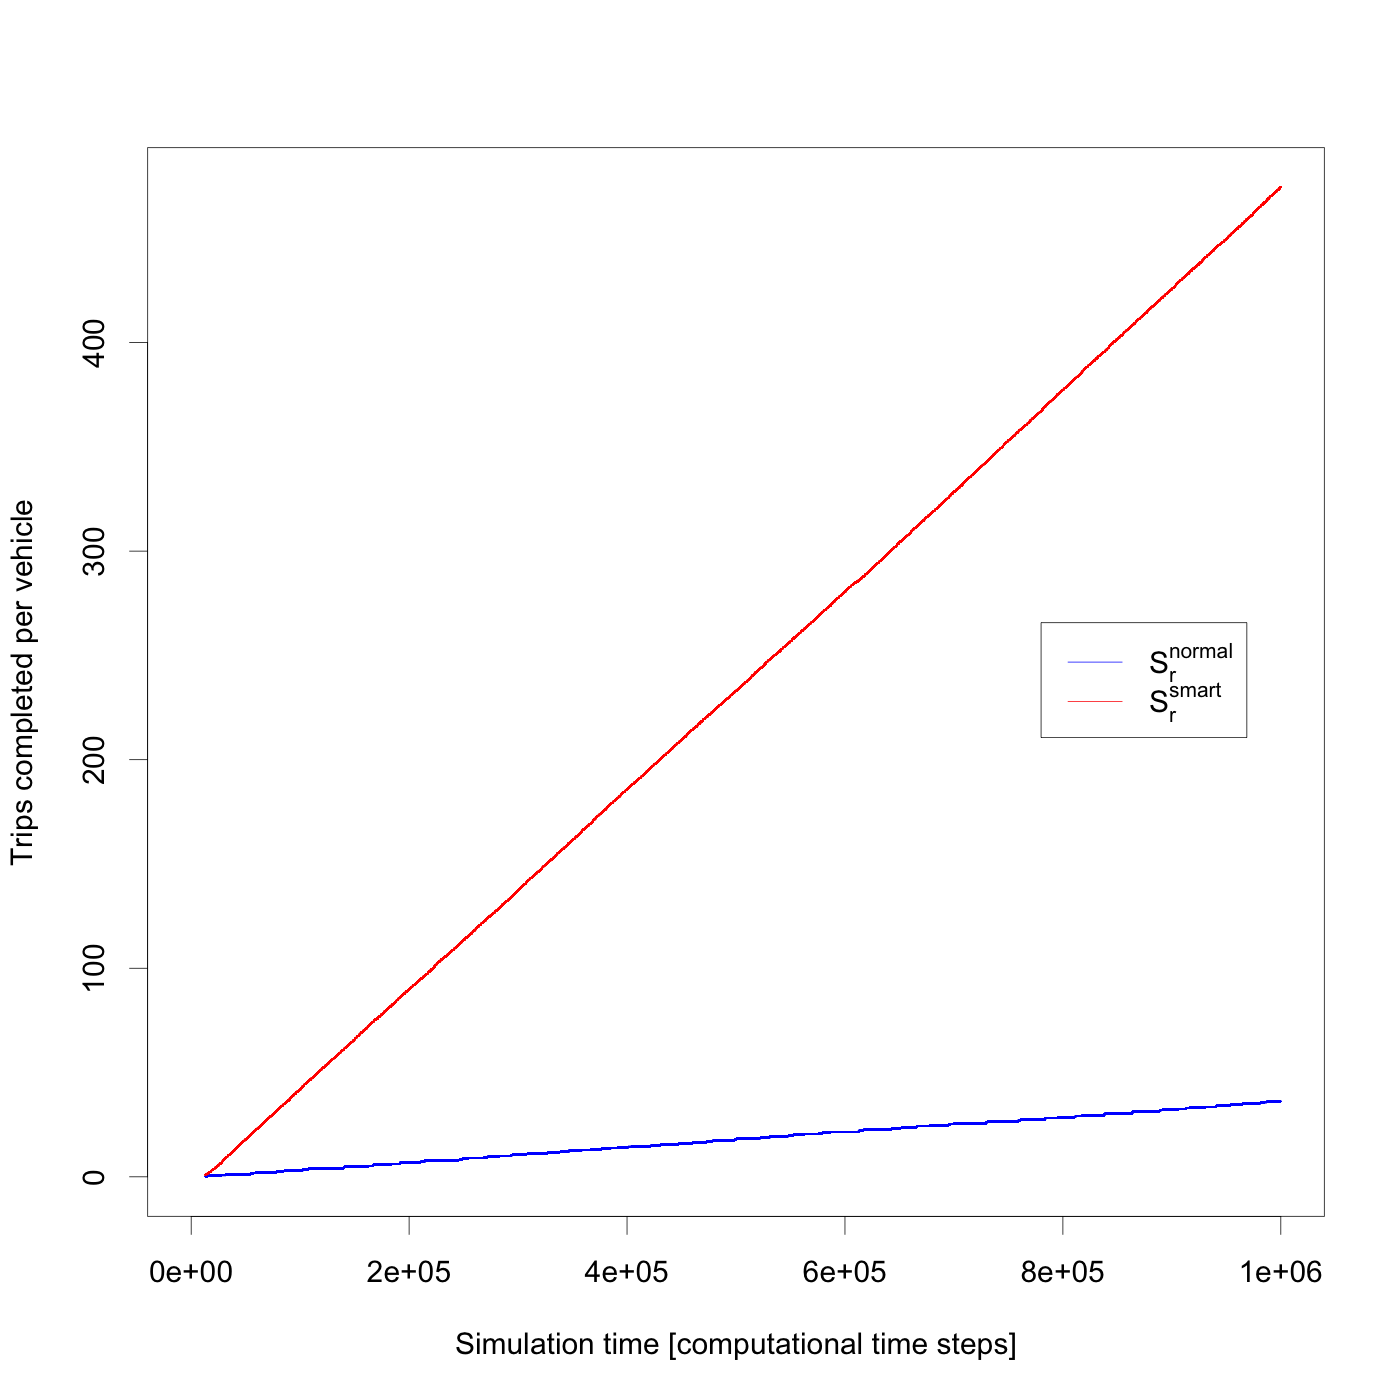 Trips completed per vehicle
400
300
200
100
0
S_r^normal
S_r^smart
0e+00 2e+05 4e+05 6e+05 8e+05 1e+06
Simulation time [computational time steps]